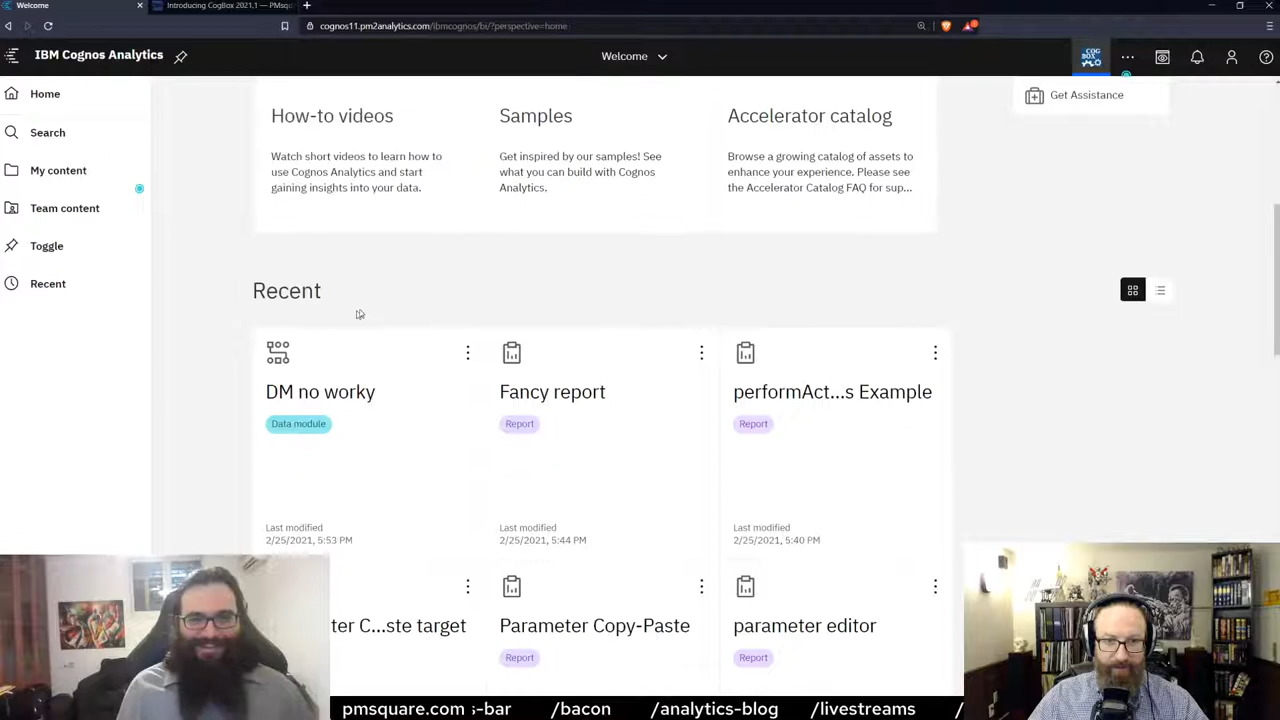 Welcome
Introducing CogBox 2021.1 — PMsqu
cognos11.pm2analytics.com/ibmcognos/bi/?perspective=home
IBM Cognos Analytics
Welcome
COG
BOX
Home
Search
My content
Team content
Toggle
Recent
Get Assistance
How-to videos
Samples
Accelerator catalog
Watch short videos to learn how to
use Cognos Analytics and start
gaining insights into your data.
Get inspired by our samples! See
what you can build with Cognos
Analytics.
Browse a growing catalog of assets to
enhance your experience. Please see
the Accelerator Catalog FAQ for sup...
Recent
DM no worky
Data module
Last modified
2/25/2021, 5:53 PM
Fancy report
Report
Last modified
2/25/2021, 5:44 PM
performAct...s Example
Report
Last modified
2/25/2021, 5:40 PM
ter C...ste target
Parameter Copy-Paste
Report
parameter editor
Report
pmsquare.com s-bar /bacon /analytics-blog /livestreams /